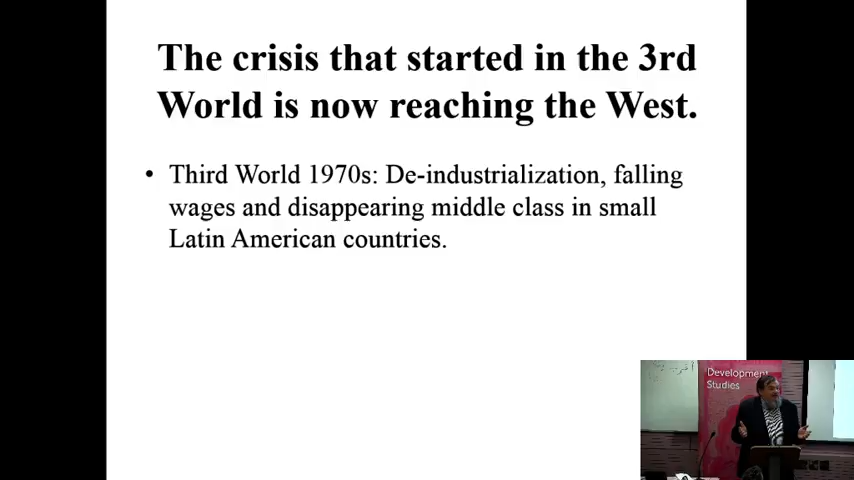 The crisis that started in the 3rd
World is now reaching the West.
• Third World 1970s: De-industrialization, falling
wages and disappearing middle class in small
Latin American countries.
Development
Studies